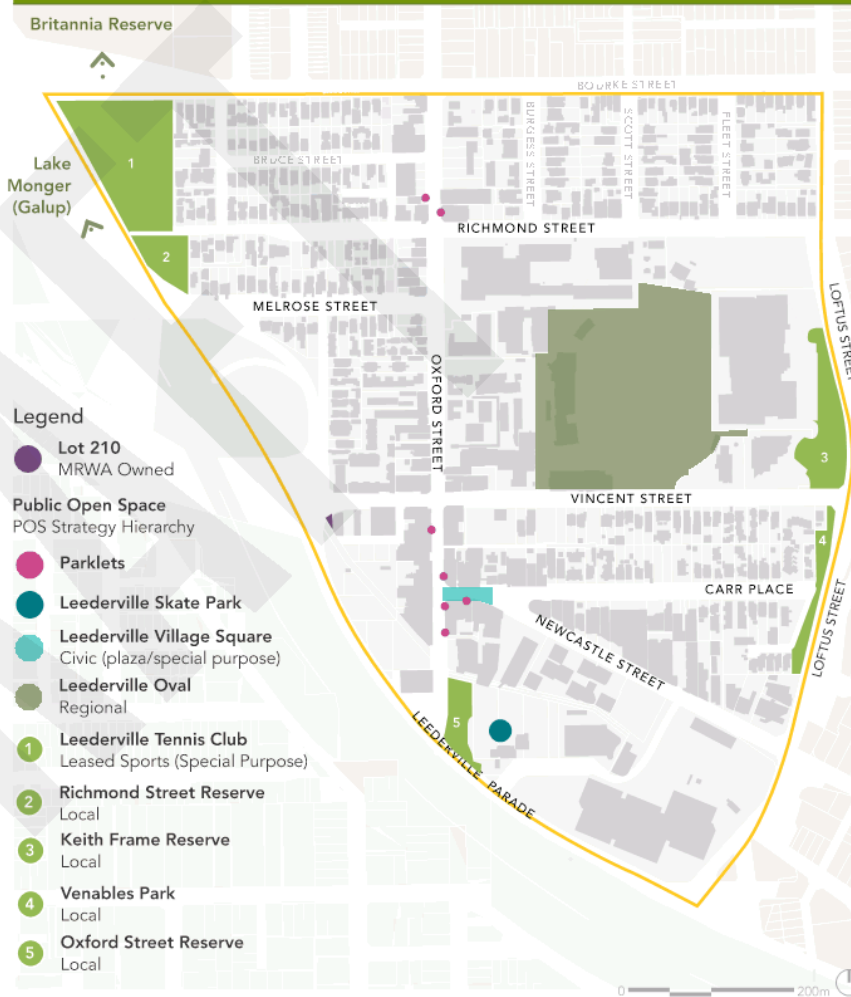 Britannia Reserve
BOURKE STREET
BURGESS STREET
SCOTT STREET
FLEET STREET
BRUCE STREET
1
Lake
Monger
(Galup)
RICHMOND STREET
2
MELROSE STREET
LOFTUS STREET
OXFORD STREET
3
VINCENT STREET
4
CARR PLACE
NEWCASTLE STREET
LOFTUS STREET
5
LEEDERVILLE PARADE
Legend
Lot 210
MRWA Owned
Public Open Space
POS Strategy Hierarchy
Parklets
Leederville Skate Park
Leederville Village Square
Civic (plaza/special purpose)
Leederville Oval
Regional
1 Leederville Tennis Club
Leased Sports (Special Purpose)
2 Richmond Street Reserve
Local
3 Keith Frame Reserve
Local
4 Venables Park
Local
5 Oxford Street Reserve
Local
0 200m